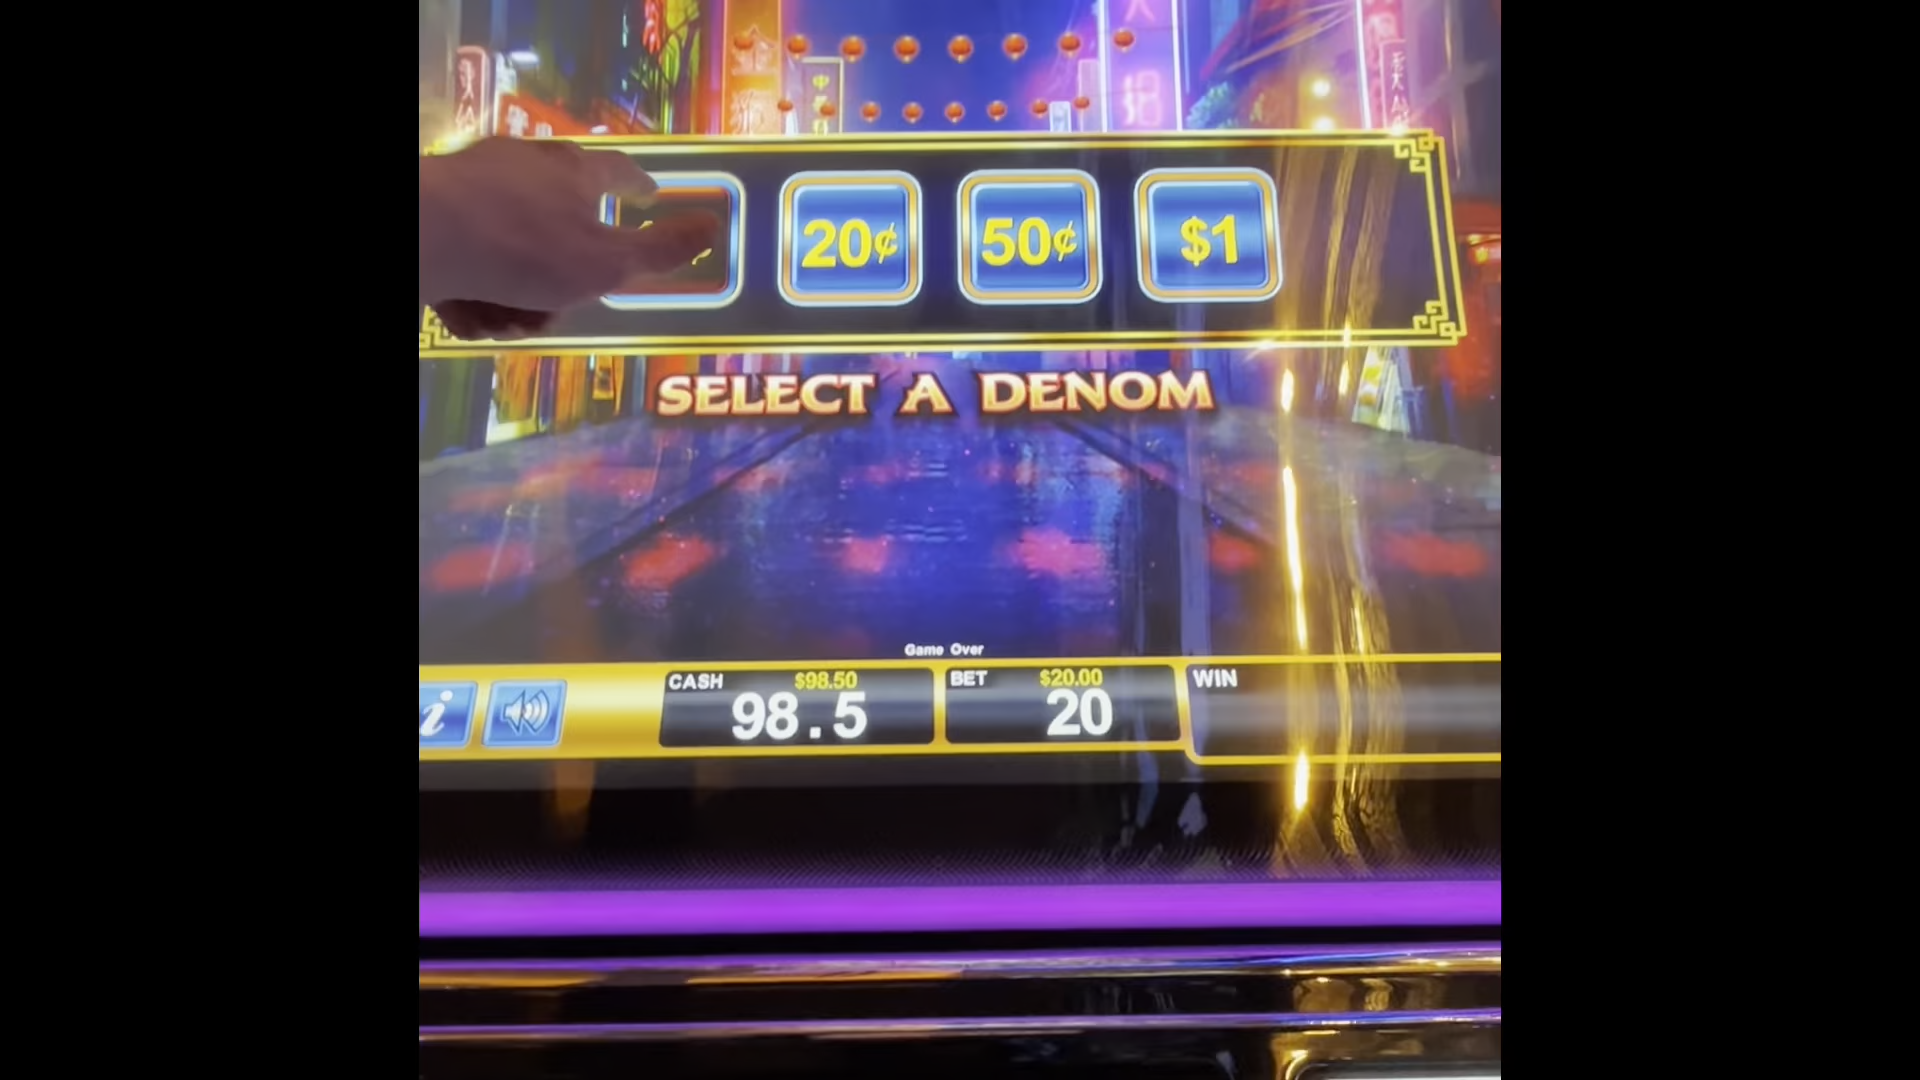 20¢ 50¢ $1
SELECT A DENOM
Game Over
CASH $98.50 BET $20.00 WIN
i 98.5 20